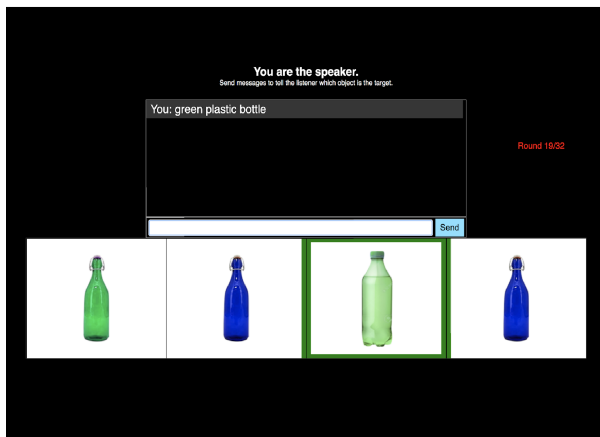 You are the speaker.
Send messages to tell the listener which object is the target.
You: green plastic bottle
Round 19/32
Send